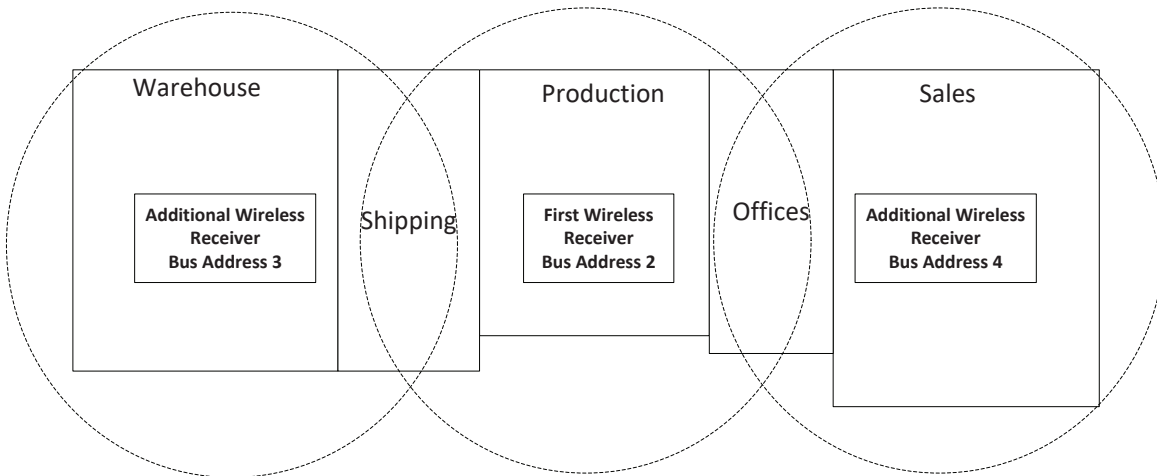 Warehouse
Production
Sales
Additional Wireless
Receiver
Bus Address 3
Shipping
First Wireless
Receiver
Bus Address 2
Offices
Additional Wireless
Receiver
Bus Address 4